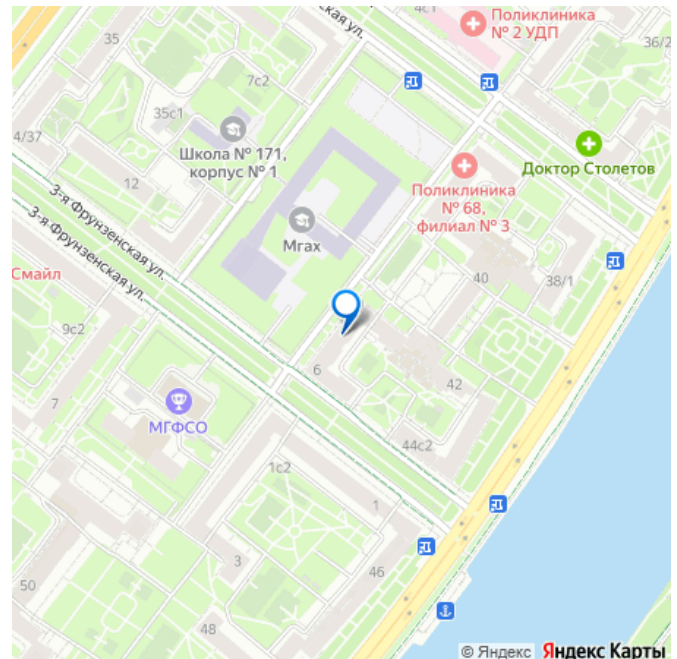 4с1
Поликлиника
№ 2 УДП
36/2
35
7с2
35с1
Школа № 171,
корпус № 1
4/37
12
Доктор Столетов
Поликлиника
№ 68,
филиал № 3
3-я Фрунзенская ул.
3-я Фрунзенская ул.
Мгах
Смайл
40
38/1
9с2
6
42
7
МГФСО
44с2
1с2
1
3
46
50
48
© Яндекс Яндекс Карты